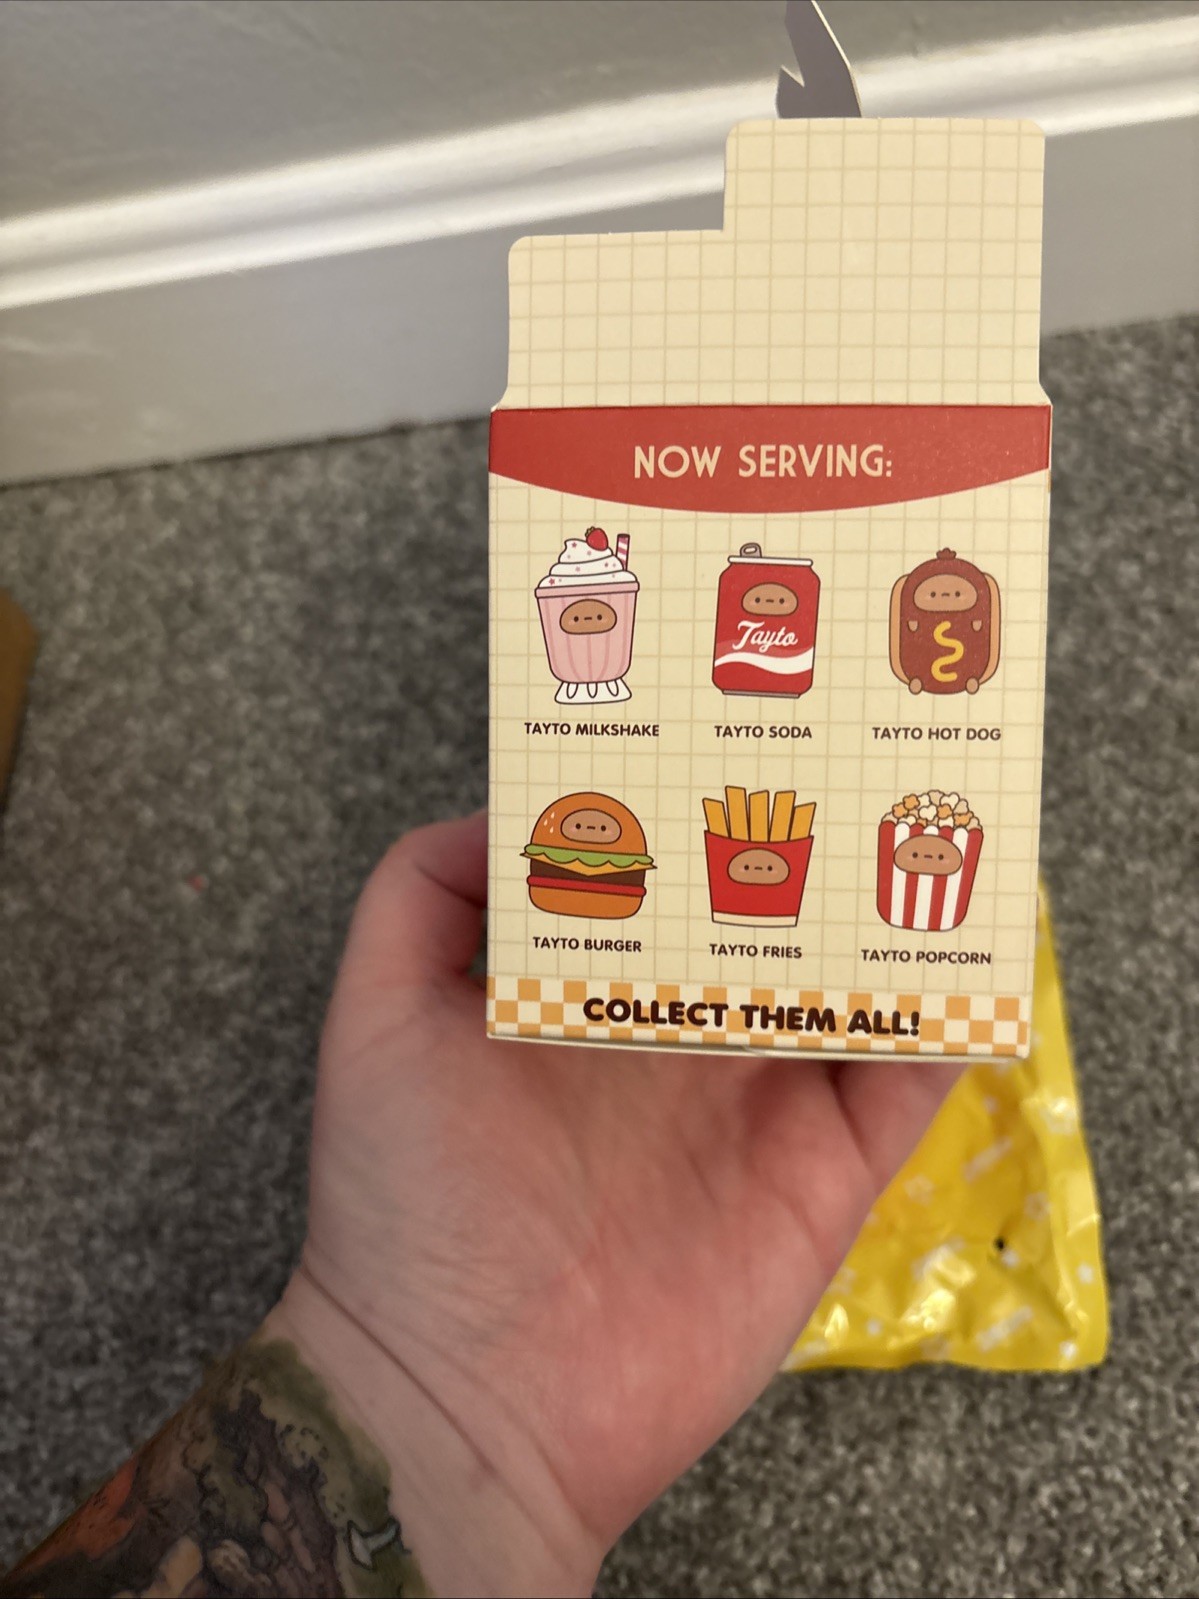 NOW SERVING:
Tayto
TAYTO MILKSHAKE
TAYTO SODA
TAYTO HOT DOG
TAYTO BURGER
TAYTO FRIES
TAYTO POPCORN
COLLECT THEM ALL!